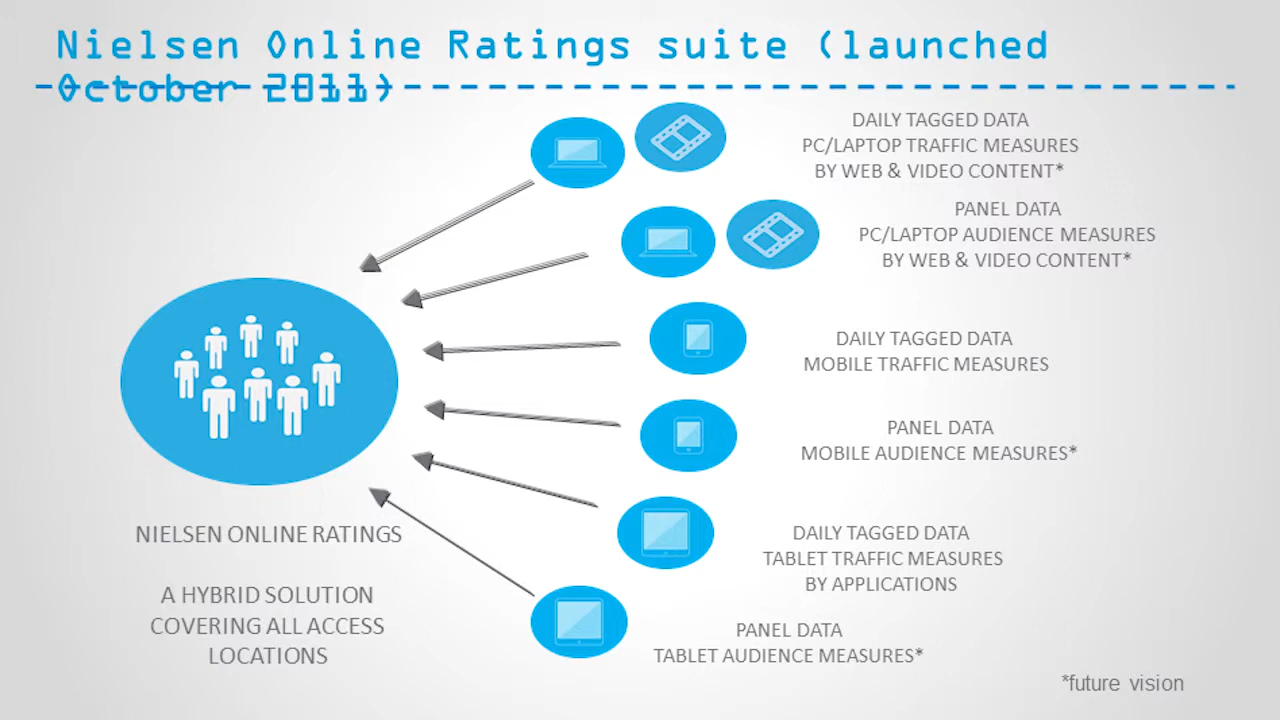 Nielsen Online Ratings suite (launched
October 2011)
DAILY TAGGED DATA
PC/LAPTOP TRAFFIC MEASURES
BY WEB & VIDEO CONTENT*
PANEL DATA
PC/LAPTOP AUDIENCE MEASURES
BY WEB & VIDEO CONTENT*
DAILY TAGGED DATA
MOBILE TRAFFIC MEASURES
PANEL DATA
MOBILE AUDIENCE MEASURES*
DAILY TAGGED DATA
TABLET TRAFFIC MEASURES
BY APPLICATIONS
PANEL DATA
TABLET AUDIENCE MEASURES*
NIELSEN ONLINE RATINGS
A HYBRID SOLUTION
COVERING ALL ACCESS
LOCATIONS
*future vision